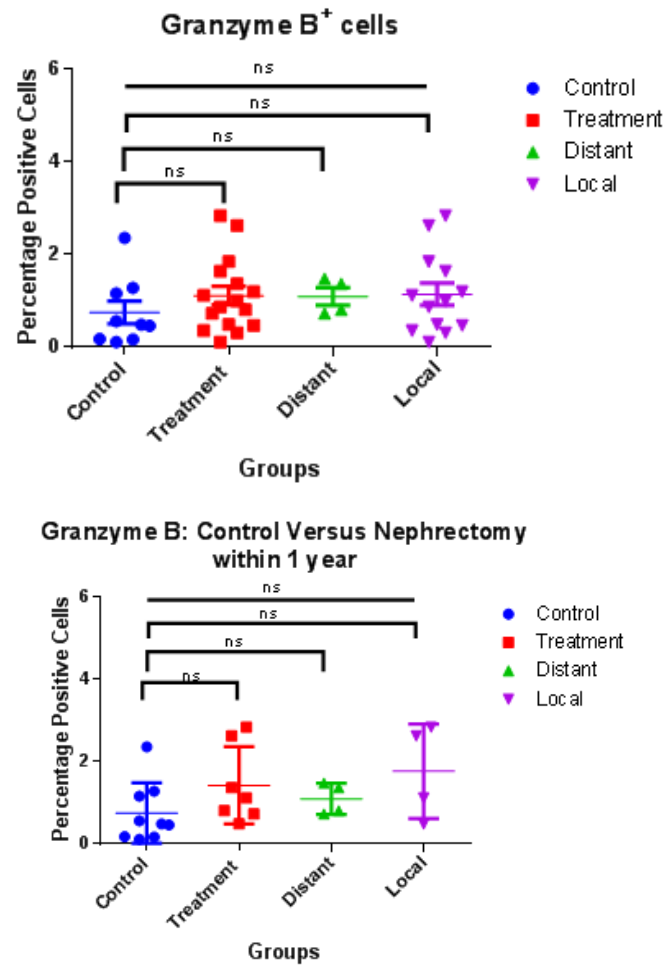 Granzyme B+ cells
Percentage Positive Cells
6
4
2
0
ns
ns
ns
ns
Control
Treatment
Distant
Local
Groups
Control
Treatment
Distant
Local
Granzyme B: Control Versus Nephrectomy
within 1 year
Percentage Positive Cells
6
4
2
0
ns
ns
ns
ns
Control
Treatment
Distant
Local
Groups
Control
Treatment
Distant
Local